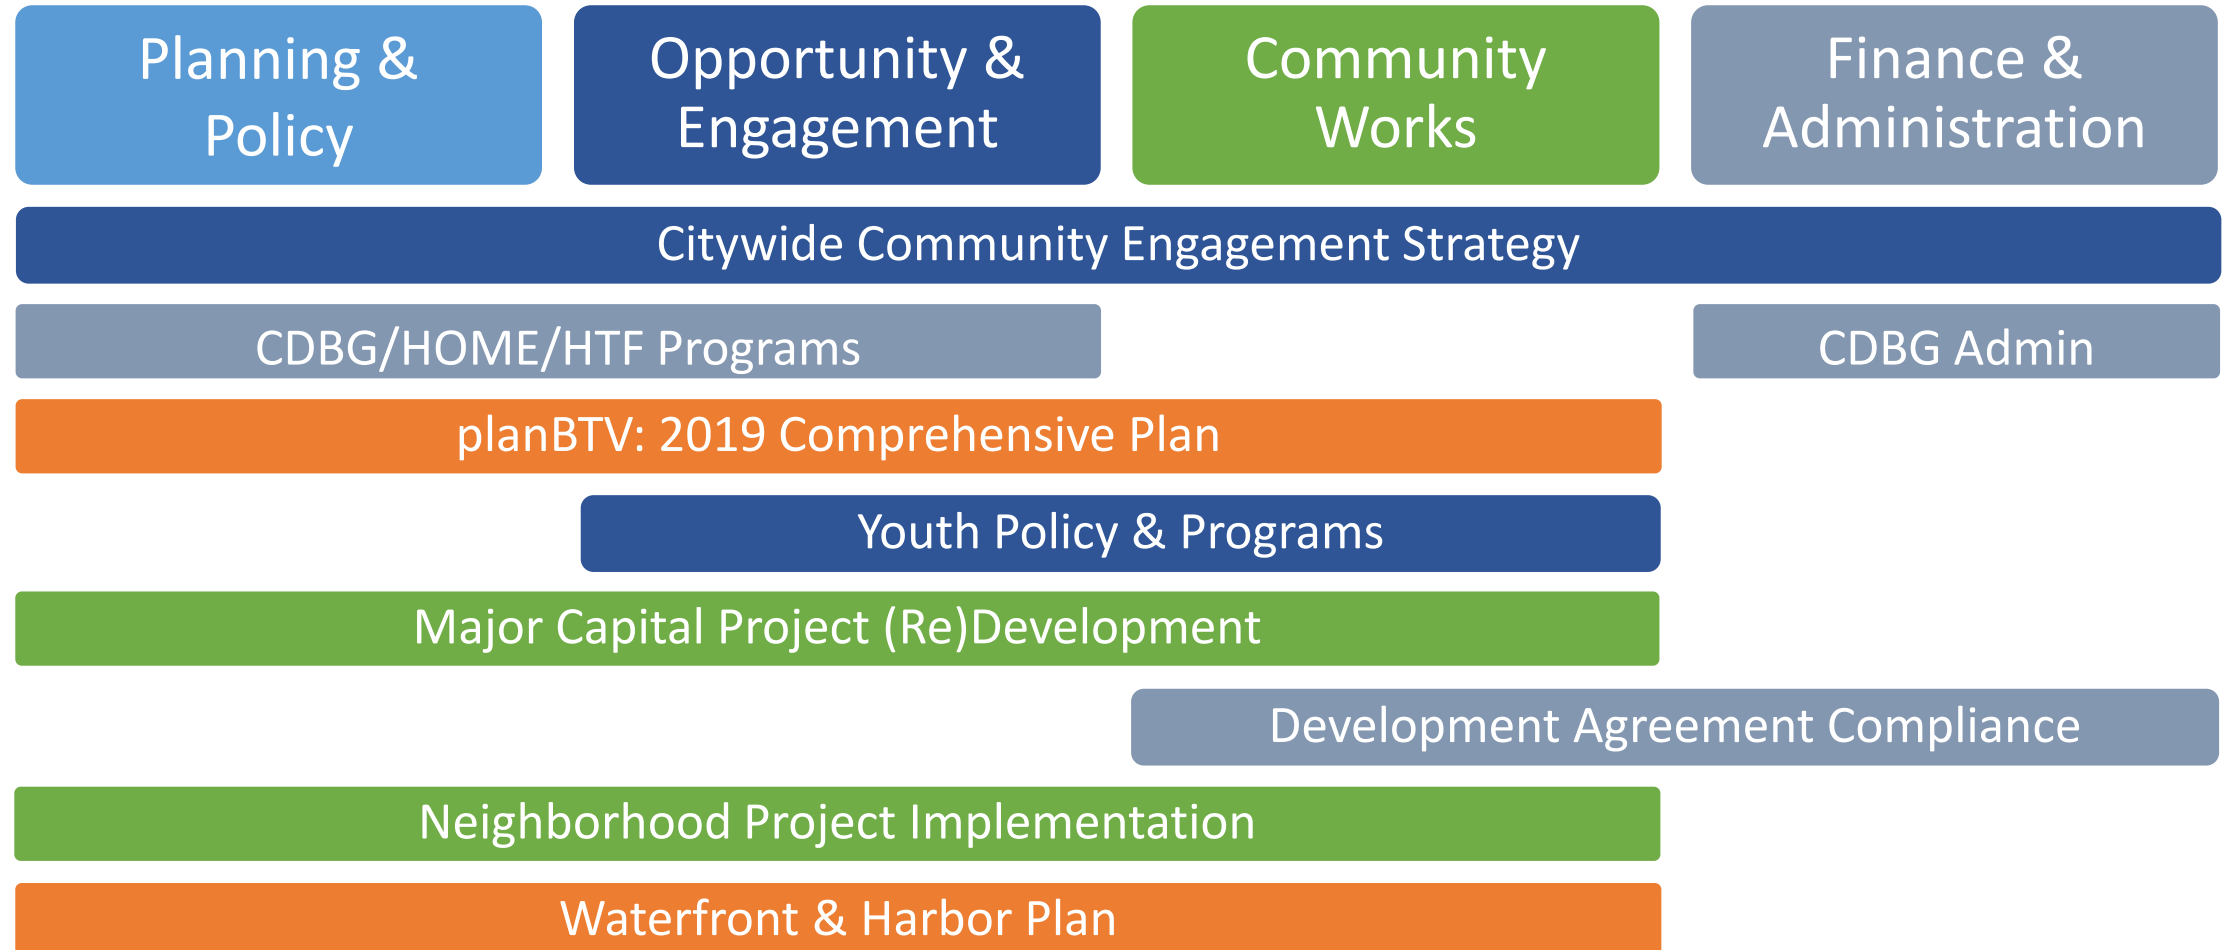 Planning &
Policy
Opportunity &
Engagement
Community
Works
Finance &
Administration
Citywide Community Engagement Strategy
CDBG/HOME/HTF Programs
CDBG Admin
planBTV: 2019 Comprehensive Plan
Youth Policy & Programs
Major Capital Project (Re)Development
Development Agreement Compliance
Neighborhood Project Implementation
Waterfront & Harbor Plan